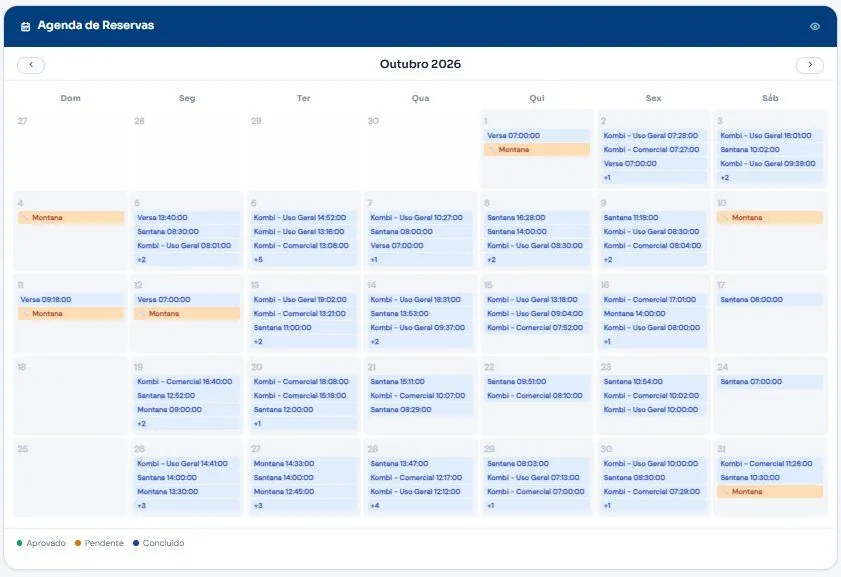 Agenda de Reservas
Outubro 2026
Dom Seg Ter Qua Qui Sex Sáb
27
28
29
30
1
Versa 07:00:00
Montana
2
Kombi - Uso Geral 07:28:00
Kombi - Comercial 07:27:00
Versa 07:00:00
+1
3
Kombi - Uso Geral 16:01:00
Santana 10:02:00
Kombi - Uso Geral 09:39:00
+2
4
Montana
5
Versa 13:40:00
Santana 08:30:00
Kombi - Uso Geral 08:01:00
+2
6
Kombi - Uso Geral 14:52:00
Kombi - Uso Geral 13:16:00
Kombi - Comercial 13:06:00
+5
7
Kombi - Uso Geral 10:27:00
Santana 08:00:00
Versa 07:00:00
+1
8
Santana 16:28:00
Santana 14:00:00
Kombi - Uso Geral 08:30:00
+2
9
Santana 11:18:00
Kombi - Uso Geral 08:30:00
Kombi - Comercial 08:04:00
+2
10
Montana
11
Versa 09:18:00
Montana
12
Versa 07:00:00
Montana
13
Kombi - Uso Geral 19:02:00
Kombi - Comercial 13:21:00
Santana 11:00:00
+2
14
Kombi - Uso Geral 18:31:00
Santana 13:53:00
Kombi - Uso Geral 09:37:00
+2
15
Kombi - Uso Geral 13:18:00
Kombi - Uso Geral 09:04:00
Kombi - Comercial 07:52:00
16
Kombi - Comercial 17:01:00
Montana 14:00:00
Kombi - Uso Geral 08:00:00
+1
17
Santana 06:00:00
18
19
Kombi - Comercial 16:40:00
Santana 12:52:00
Montana 09:00:00
+2
20
Kombi - Comercial 18:08:00
Kombi - Comercial 15:18:00
Santana 12:00:00
+1
21
Santana 15:11:00
Kombi - Comercial 10:07:00
Santana 08:29:00
22
Santana 09:51:00
Kombi - Comercial 08:10:00
23
Santana 10:54:00
Kombi - Comercial 10:02:00
Kombi - Uso Geral 10:00:00
24
Santana 07:00:00
25
26
Kombi - Uso Geral 14:41:00
Santana 14:00:00
Montana 13:30:00
+3
27
Montana 14:33:00
Santana 14:00:00
Montana 12:45:00
+3
28
Santana 13:47:00
Kombi - Comercial 12:17:00
Kombi - Uso Geral 12:12:00
+4
29
Santana 08:03:00
Kombi - Uso Geral 07:13:00
Kombi - Comercial 07:00:00
+1
30
Kombi - Uso Geral 10:00:00
Santana 08:30:00
Kombi - Comercial 07:29:00
+1
31
Kombi - Comercial 11:26:00
Santana 10:30:00
Montana
Aprovado Pendente Concluído